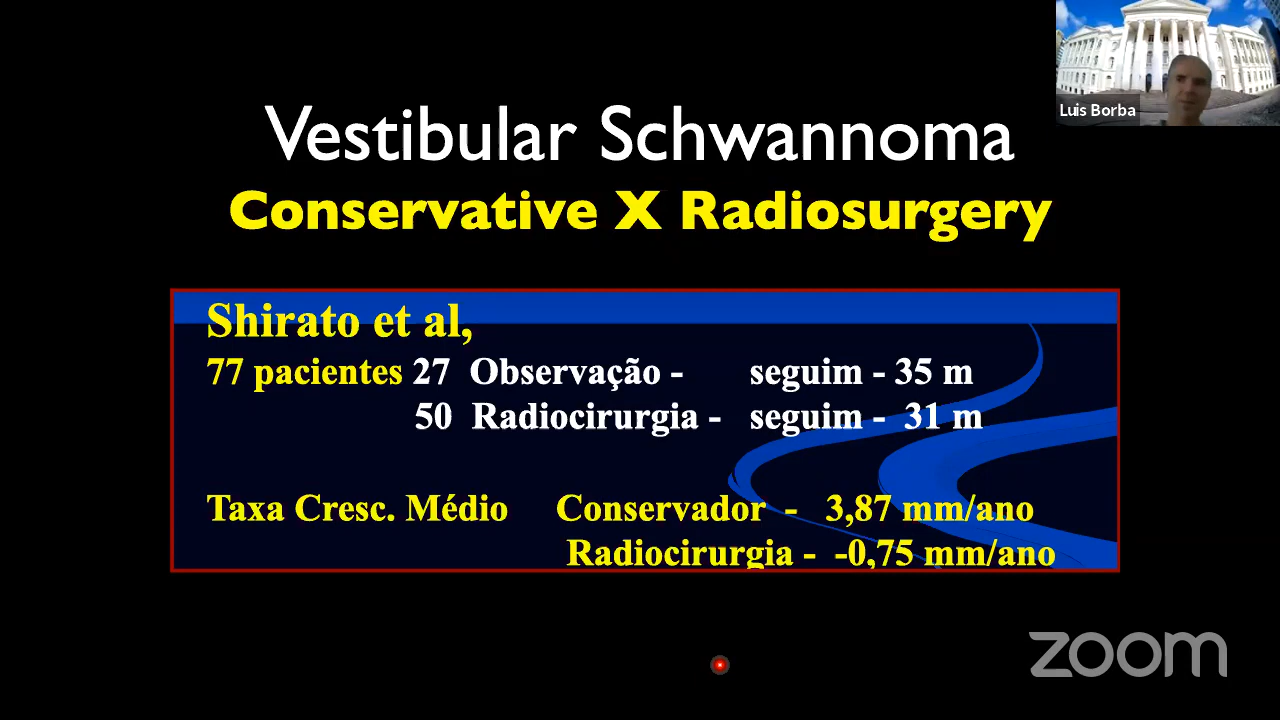 Luis Borba
Vestibular Schwannoma
Conservative X Radiosurgery
Shirato et al,
77 pacientes 27 Observação - seguim - 35 m
50 Radiocirurgia - seguim - 31 m
Taxa Cresc. Médio Conservador - 3,87 mm/ano
Radiocirurgia - -0,75 mm/ano
zoom